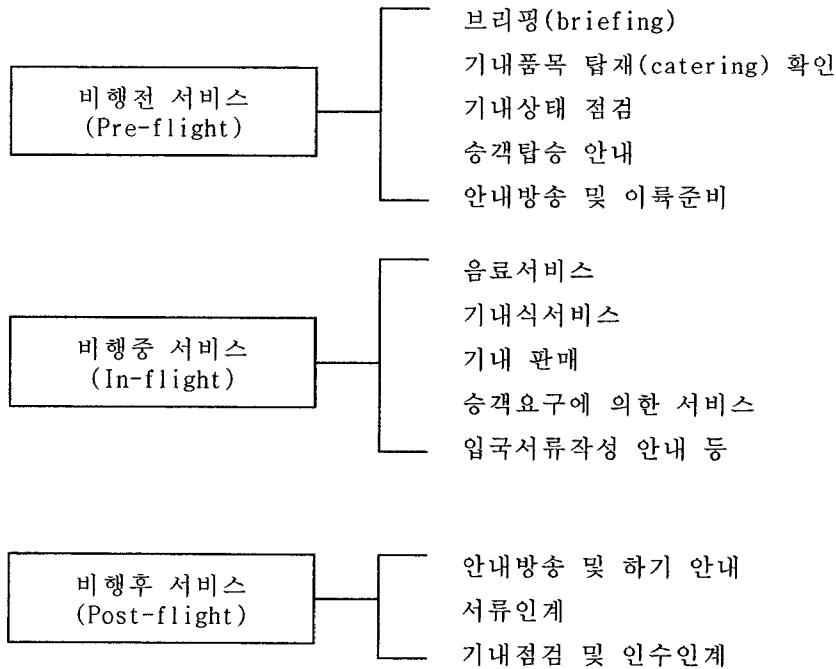 비행전 서비스
(Pre-flight)
브리핑(briefing)
기내품목 탑재(catering) 확인
기내상태 점검
승객탑승 안내
안내방송 및 이륙준비
비행중 서비스
(In-flight)
음료서비스
기내식서비스
기내 판매
승객요구에 의한 서비스
입국서류작성 안내 등
비행후 서비스
(Post-flight)
안내방송 및 하기 안내
서류인계
기내점검 및 인수인계